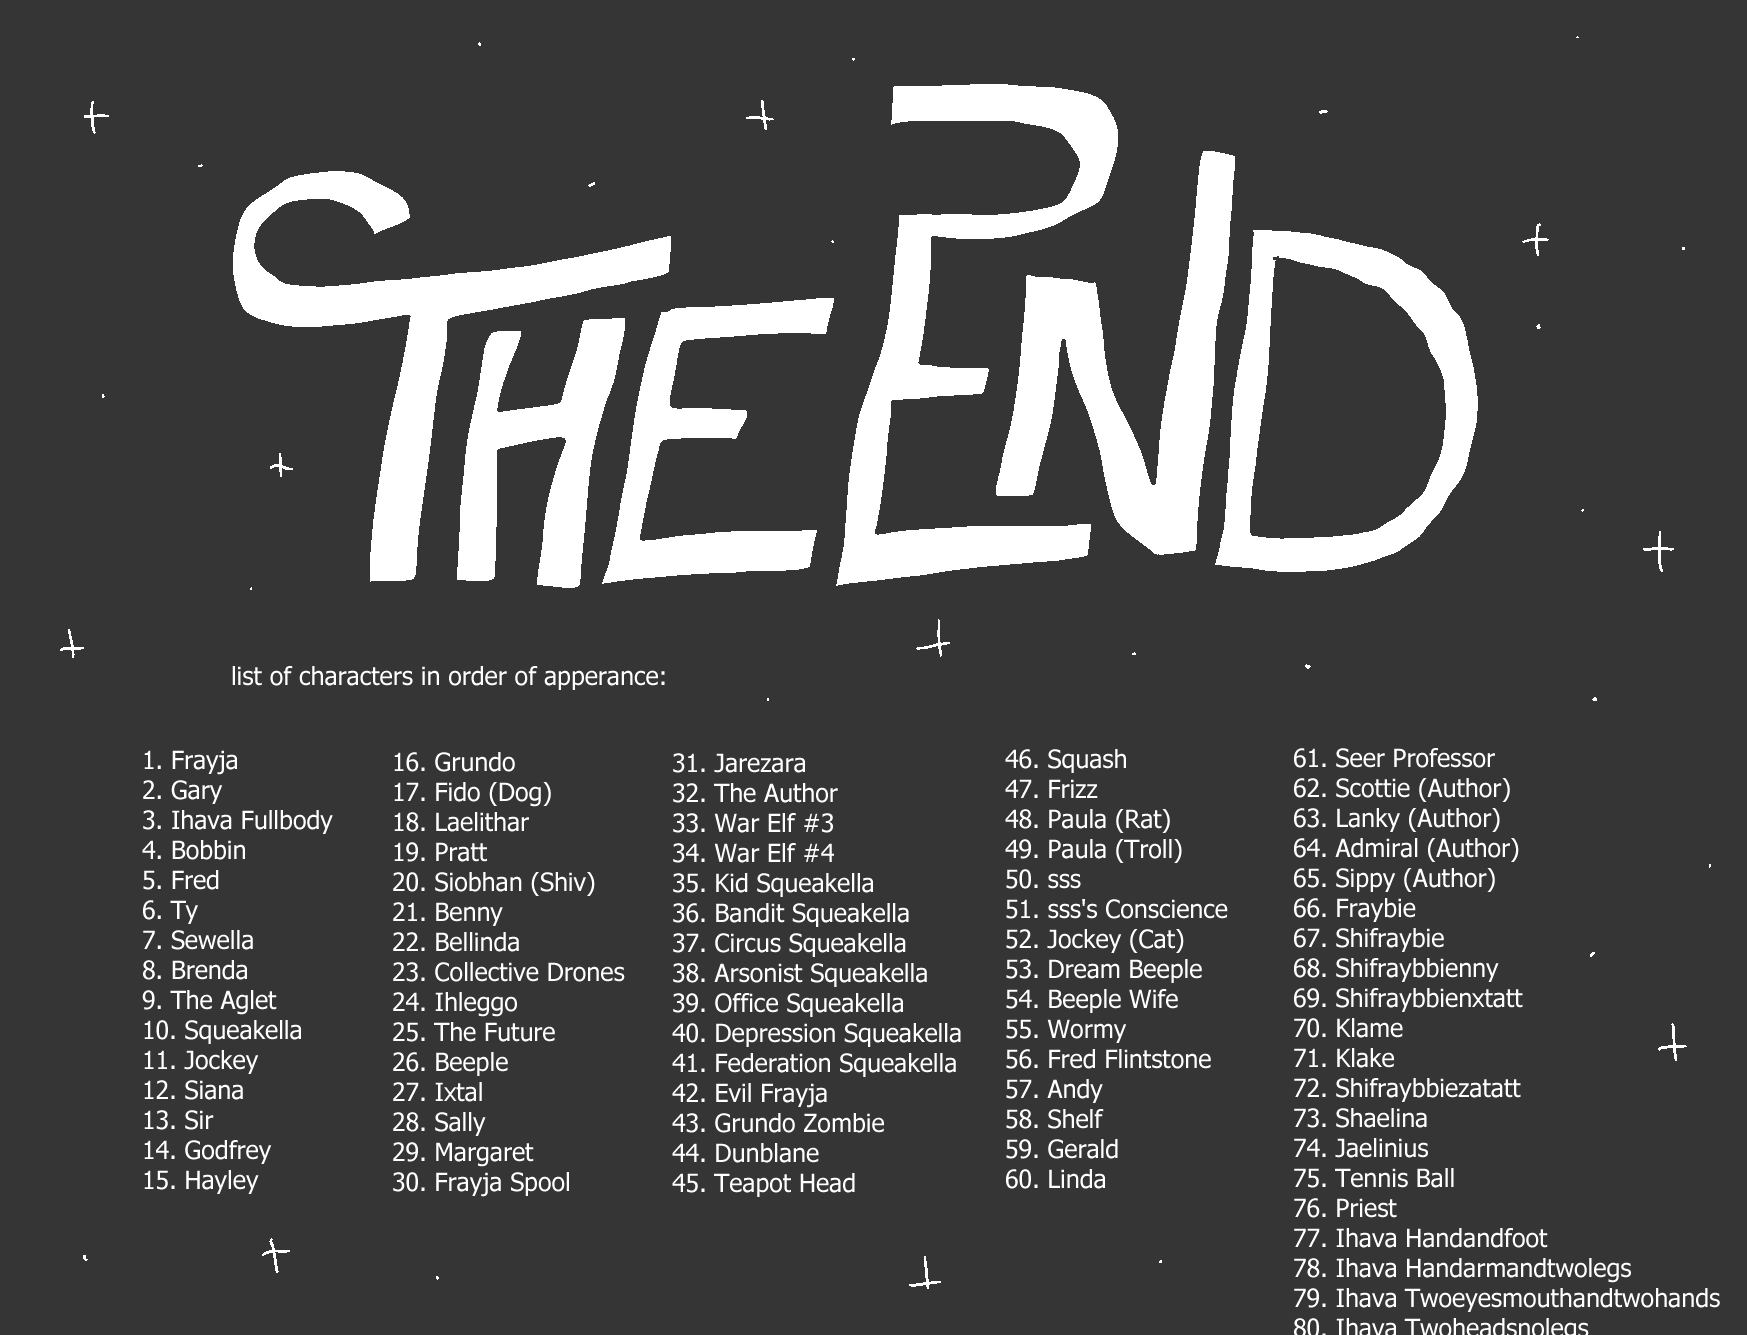 THE END
list of characters in order of apperance:
1. Frayja
2. Gary
3. Ihava Fullbody
4. Bobbin
5. Fred
6. Ty
7. Sewella
8. Brenda
9. The Aglet
10. Squeakella
11. Jockey
12. Siana
13. Sir
14. Godfrey
15. Hayley
16. Grundo
17. Fido (Dog)
18. Laelithar
19. Pratt
20. Siobhan (Shiv)
21. Benny
22. Bellinda
23. Collective Drones
24. Ihleggo
25. The Future
26. Beeple
27. Ixtal
28. Sally
29. Margaret
30. Frayja Spool
31. Jarezara
32. The Author
33. War Elf #3
34. War Elf #4
35. Kid Squeakella
36. Bandit Squeakella
37. Circus Squeakella
38. Arsonist Squeakella
39. Office Squeakella
40. Depression Squeakella
41. Federation Squeakella
42. Evil Frayja
43. Grundo Zombie
44. Dunblane
45. Teapot Head
46. Squash
47. Frizz
48. Paula (Rat)
49. Paula (Troll)
50. sss
51. sss's Conscience
52. Jockey (Cat)
53. Dream Beeple
54. Beeple Wife
55. Wormy
56. Fred Flintstone
57. Andy
58. Shelf
59. Gerald
60. Linda
61. Seer Professor
62. Scottie (Author)
63. Lanky (Author)
64. Admiral (Author)
65. Sippy (Author)
66. Fraybie
67. Shifraybie
68. Shifraybbienny
69. Shifraybbienxtatt
70. Klame
71. Klake
72. Shifraybbiezatatt
73. Shaelina
74. Jaelinius
75. Tennis Ball
76. Priest
77. Ihava Handandfoot
78. Ihava Handarmandtwolegs
79. Ihava Twoeyesmouthandtwohands
80. Ihava Twoheadsnolegs